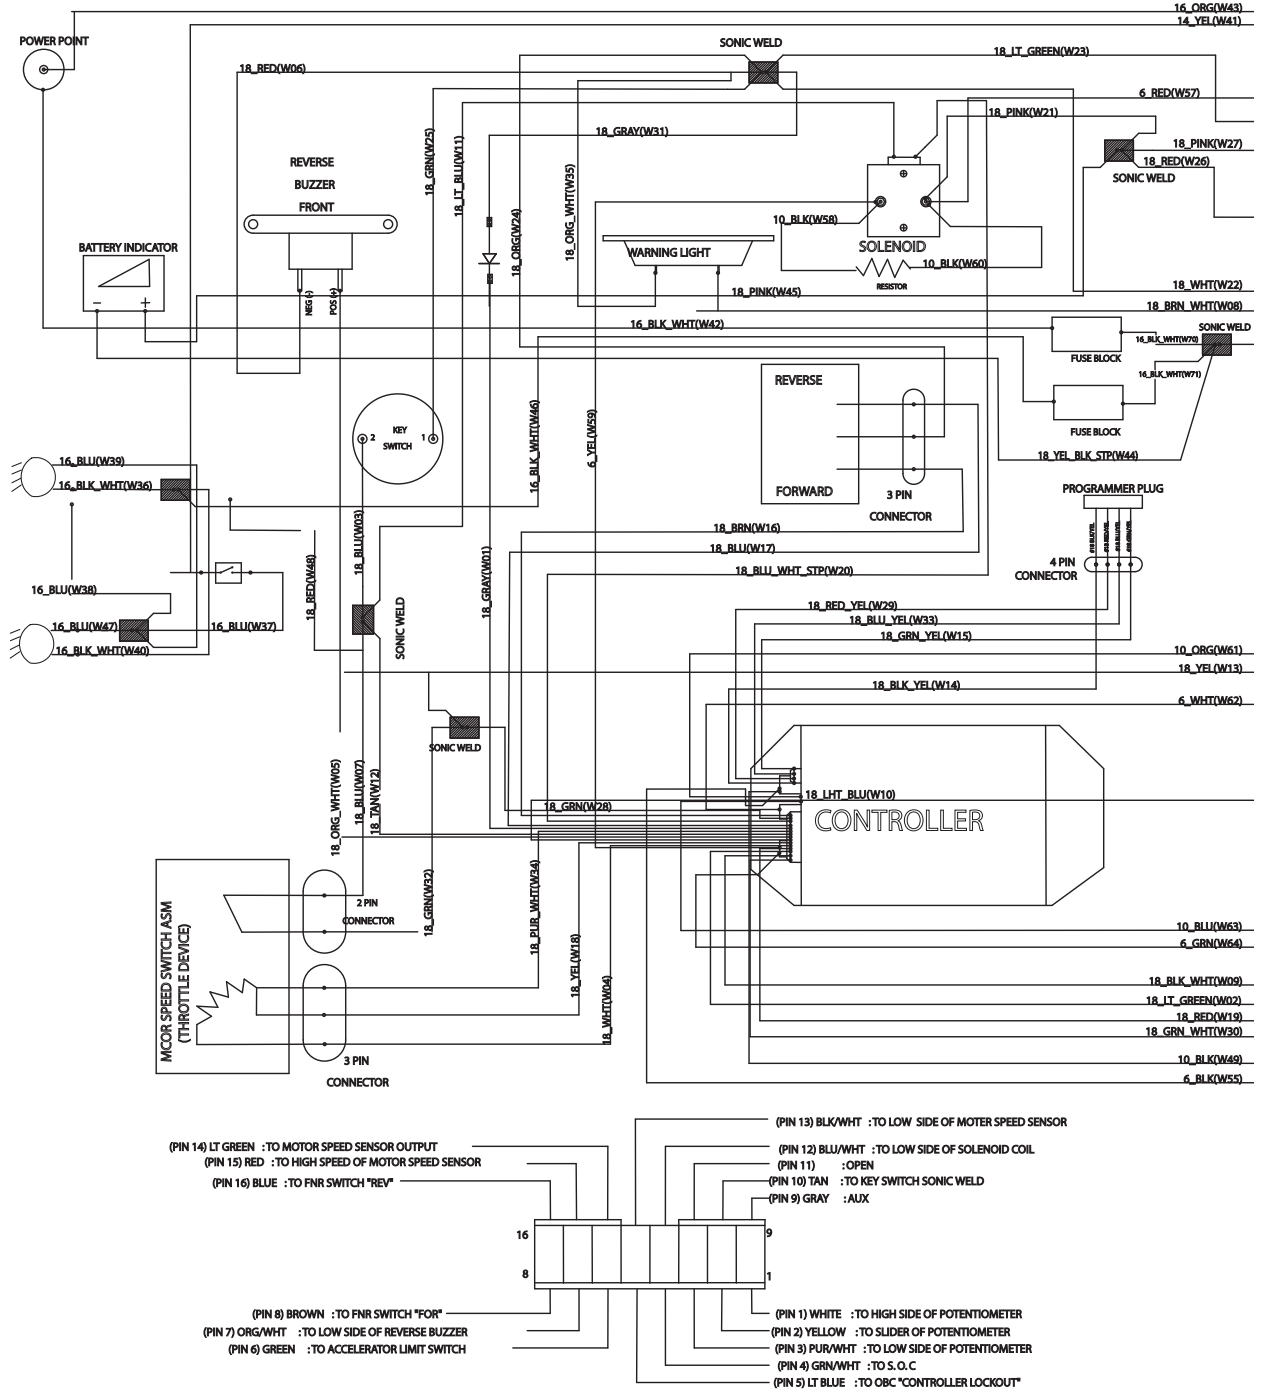 16_ORG(W43)
14_YEL(W41)
POWER POINT
SONIC WELD
18_LT_GREEN(W23)
18_RED(W06)
6_RED(W57)
18_PINK(W21)
18_GRAY(W31)
18_GRN(W25)
18_LT_BLU(W11)
18_PINK(W27)
18_RED(W26)
SONIC WELD
REVERSE
BUZZER
FRONT
18_ORG(W24)
18_ORG_WHT(W35)
10_BLK(W58)
SOLENOID
BATTERY INDICATOR
WARNING LIGHT
10_BLK(W60)
RESISTOR
NEG (-)
POS (+)
18_PINK(W45)
18_WHT(W22)
18_BRN_WHT(W08)
16_BLK_WHT(W42)
SONIC WELD
16_BLK_WHT(W70)
FUSE BLOCK
16_BLK_WHT(W71)
REVERSE
FUSE BLOCK
KEY
SWITCH
2
1
16_BLK_WHT(W46)
6_YEL(W59)
18_YEL_BLK_STP(W44)
16_BLU(W39)
16_BLK_WHT(W36)
FORWARD
3 PIN
CONNECTOR
PROGRAMMER PLUG
18_BRN(W16)
18_BLU(W17)
18_BLU_WHT_STP(W20)
4 PIN
CONNECTOR
18_BLU(W03)
18_RED(W48)
18_GRAY(W01)
16_BLU(W38)
18_RED_YEL(W29)
18_BLU_YEL(W33)
18_GRN_YEL(W15)
16_BLU(W47)
16_BLU(W37)
SONIC WELD
16_BLK_WHT(W40)
10_ORG(W61)
18_YEL(W13)
18_BLK_YEL(W14)
6_WHT(W62)
SONIC WELD
18_ORG_WHT(W05)
18_BLU(W07)
18_TAN(W12)
18_LHT_BLU(W10)
18_GRN(W28)
CONTROLLER
18_GRN(W32)
18_PUR_WHT(W34)
2 PIN
CONNECTOR
MCOR SPEED SWITCH ASM
(THROTTLE DEVICE)
10_BLU(W63)
6_GRN(W64)
18_YEL(W18)
18_WHT(W04)
18_BLK_WHT(W09)
18_LT_GREEN(W02)
18_RED(W19)
18_GRN_WHT(W30)
3 PIN
CONNECTOR
10_BLK(W49)
6_BLK(W55)
(PIN 13) BLK/WHT : TO LOW SIDE OF MOTER SPEED SENSOR
(PIN 14) LT GREEN : TO MOTOR SPEED SENSOR OUTPUT
(PIN 12) BLU/WHT : TO LOW SIDE OF SOLENOID COIL
(PIN 15) RED : TO HIGH SPEED OF MOTOR SPEED SENSOR
(PIN 11) : OPEN
(PIN 16) BLUE : TO FNR SWITCH "REV"
(PIN 10) TAN : TO KEY SWITCH SONIC WELD
(PIN 9) GRAY : AUX
16
9
8
1
(PIN 8) BROWN : TO FNR SWITCH "FOR"
(PIN 1) WHITE : TO HIGH SIDE OF POTENTIOMETER
(PIN 7) ORG/WHT : TO LOW SIDE OF REVERSE BUZZER
(PIN 2) YELLOW : TO SLIDER OF POTENTIOMETER
(PIN 6) GREEN : TO ACCELERATOR LIMIT SWITCH
(PIN 3) PUR/WHT : TO LOW SIDE OF POTENTIOMETER
(PIN 4) GRN/WHT : TO S. O. C
(PIN 5) LT BLUE : TO OBC "CONTROLLER LOCKOUT"